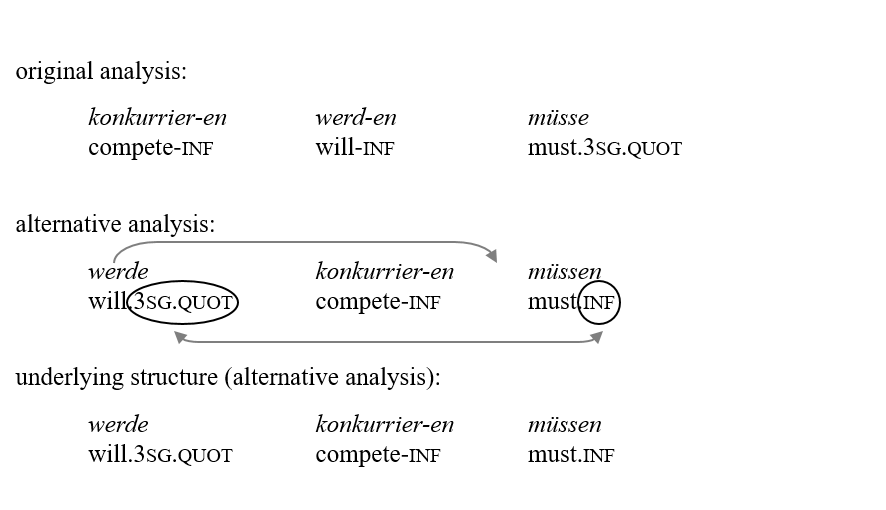 original analysis:
konkurrier-en werd-en müsse
compete-INF will-INF must.3SG.QUOT
alternative analysis:
werde konkurrier-en müssen
will.3SG.QUOT compete-INF must.INF
underlying structure (alternative analysis):
werde konkurrier-en müssen
will.3SG.QUOT compete-INF must.INF